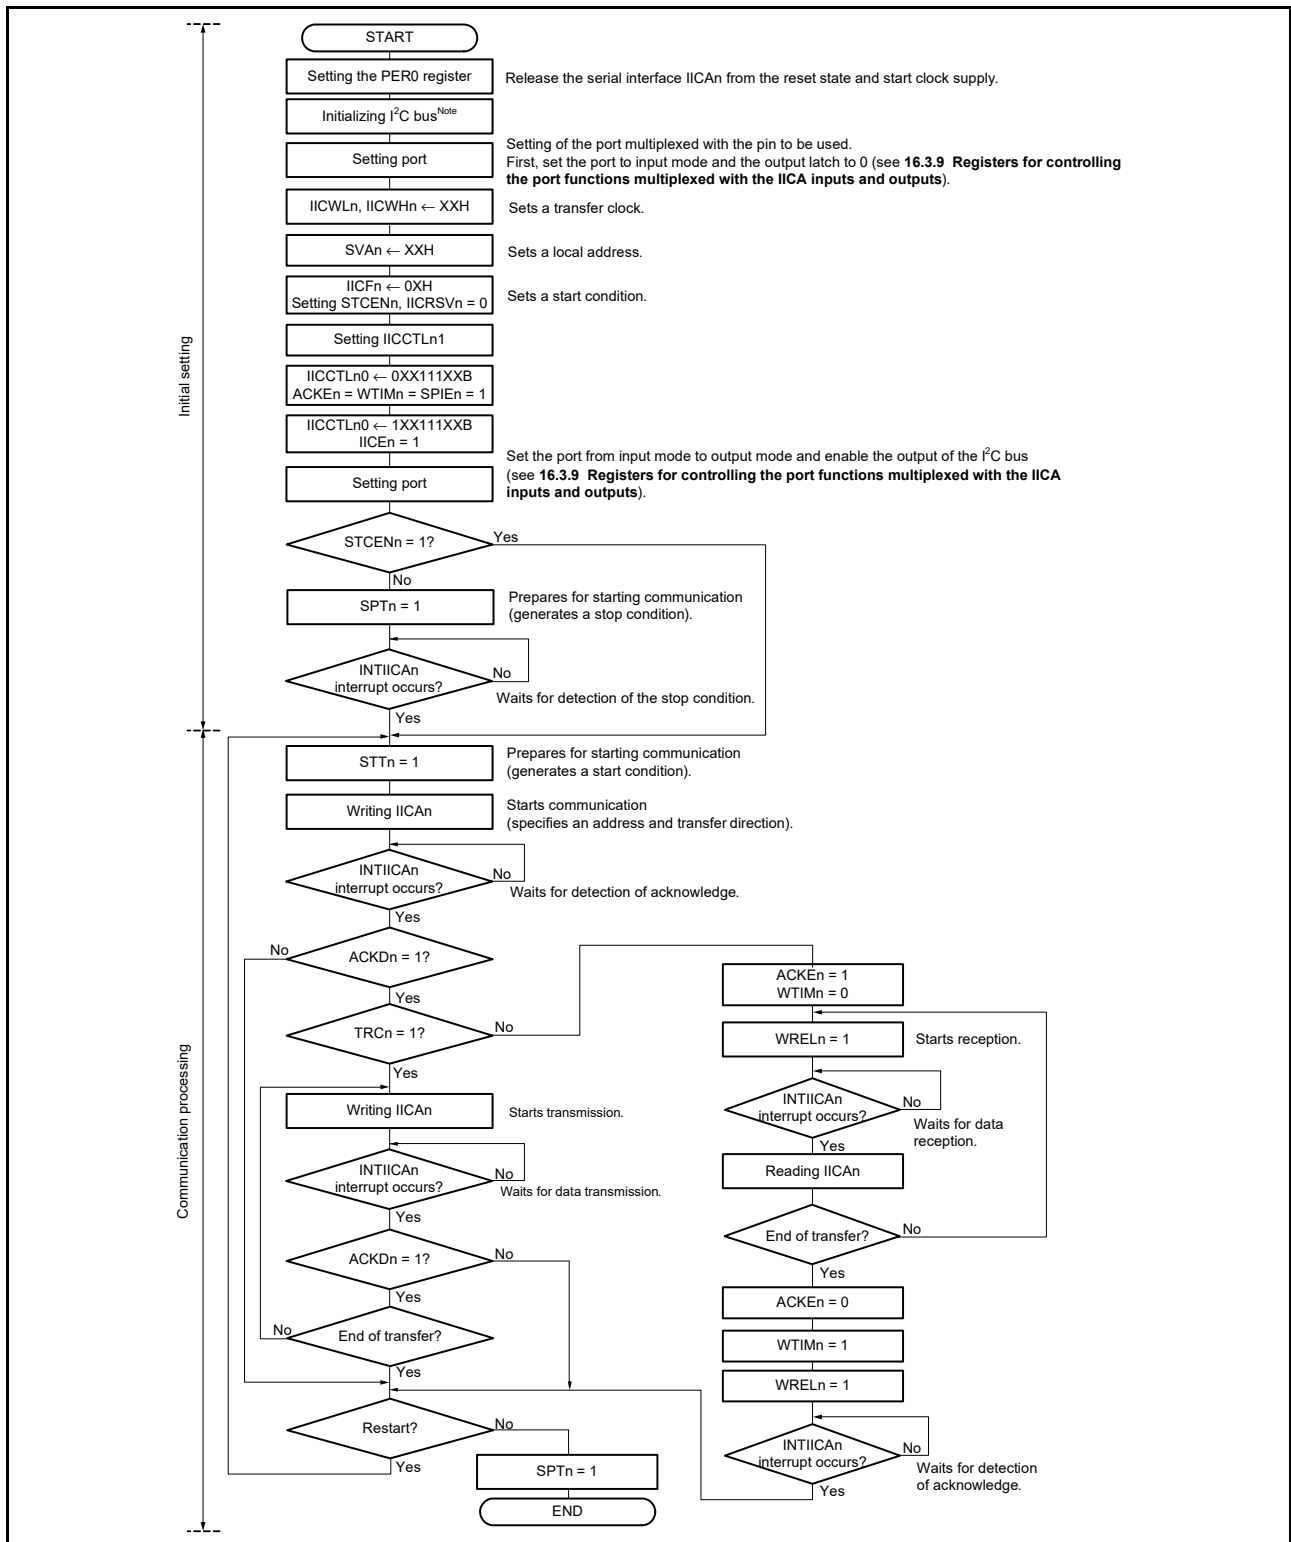 START
Setting the PER0 register
Release the serial interface IICAn from the reset state and start clock supply.
Initializing I2C busNote
Setting port
Setting of the port multiplexed with the pin to be used.
First, set the port to input mode and the output latch to 0 (see 16.3.9 Registers for controlling
the port functions multiplexed with the IICA inputs and outputs).
IICWLn, IICWHn ← XXH
Sets a transfer clock.
SVAn ← XXH
Sets a local address.
IICFn ← 0XH
Setting STCENn, IICRSVn = 0
Sets a start condition.
Setting IICCTLn1
Initial setting
IICCTLn0 ← 0XX111XXB
ACKEn = WTIMn = SPIEn = 1
IICCTLn0 ← 1XX111XXB
IICEn = 1
Setting port
Set the port from input mode to output mode and enable the output of the I2C bus
(see 16.3.9 Registers for controlling the port functions multiplexed with the IICA
inputs and outputs).
STCENn = 1?
Yes
No
SPTn = 1
Prepares for starting communication
(generates a stop condition).
INTIICAn
interrupt occurs?
No
Waits for detection of the stop condition.
Yes
STTn = 1
Prepares for starting communication
(generates a start condition).
Writing IICAn
Starts communication
(specifies an address and transfer direction).
INTIICAn
interrupt occurs?
No
Waits for detection of acknowledge.
Yes
ACKDn = 1?
No
Yes
TRCn = 1?
No
Yes
Communication processing
Writing IICAn
Starts transmission.
INTIICAn
interrupt occurs?
No
Waits for data transmission.
Yes
ACKDn = 1?
No
Yes
End of transfer?
No
Yes
Restart?
No
Yes
SPTn = 1
END
ACKEn = 1
WTIMn = 0
WRELn = 1
Starts reception.
INTIICAn
interrupt occurs?
No
Waits for data
reception.
Yes
Reading IICAn
End of transfer?
No
Yes
ACKEn = 0
WTIMn = 1
WRELn = 1
INTIICAn
interrupt occurs?
No
Waits for detection
of acknowledge.
Yes